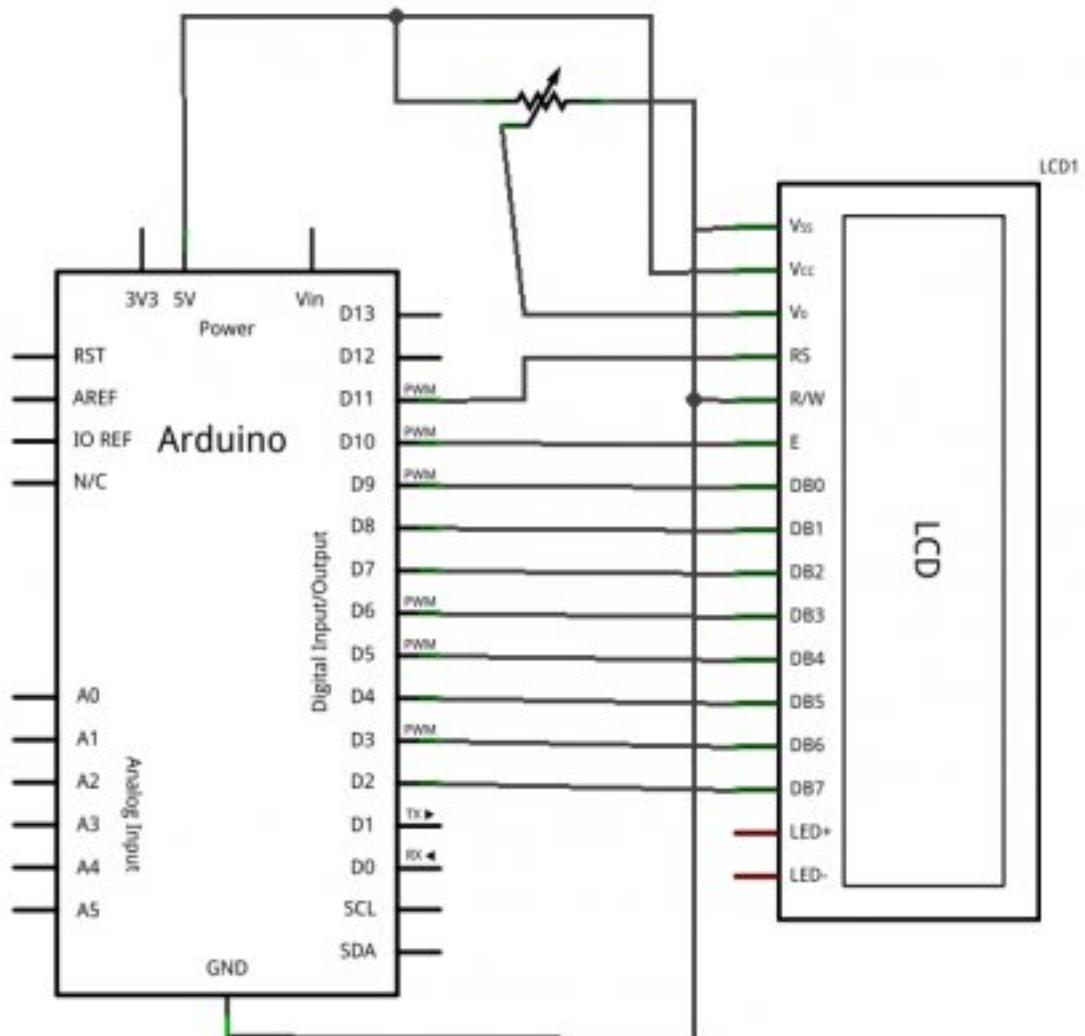 LCD1
3V3 5V Vin
Power
RST
AREF
IO REF
N/C
Arduino
A0
A1
A2
A3
A4
A5
Analog Input
Digital Input/Output
D13
D12
D11 PWM
D10 PWM
D9 PWM
D8
D7
D6 PWM
D5 PWM
D4
D3 PWM
D2
D1 TX ▶
D0 RX ◀
SCL
SDA
GND
Vss
Vcc
V₀
RS
R/W
E
DB0
DB1
DB2
DB3
DB4
DB5
DB6
DB7
LED+
LED-
LCD